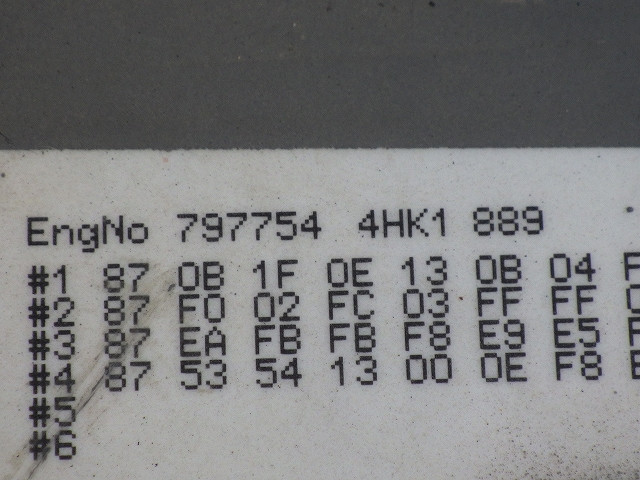 EngNo 797754 4HK1 889
#1 87 0B 1F 0E 13 0B 04
#2 87 F0 02 FC 03 FF FF
#3 87 EA FB FB F8 E9 E5
#4 87 53 54 13 00 0E F8
#5
#6